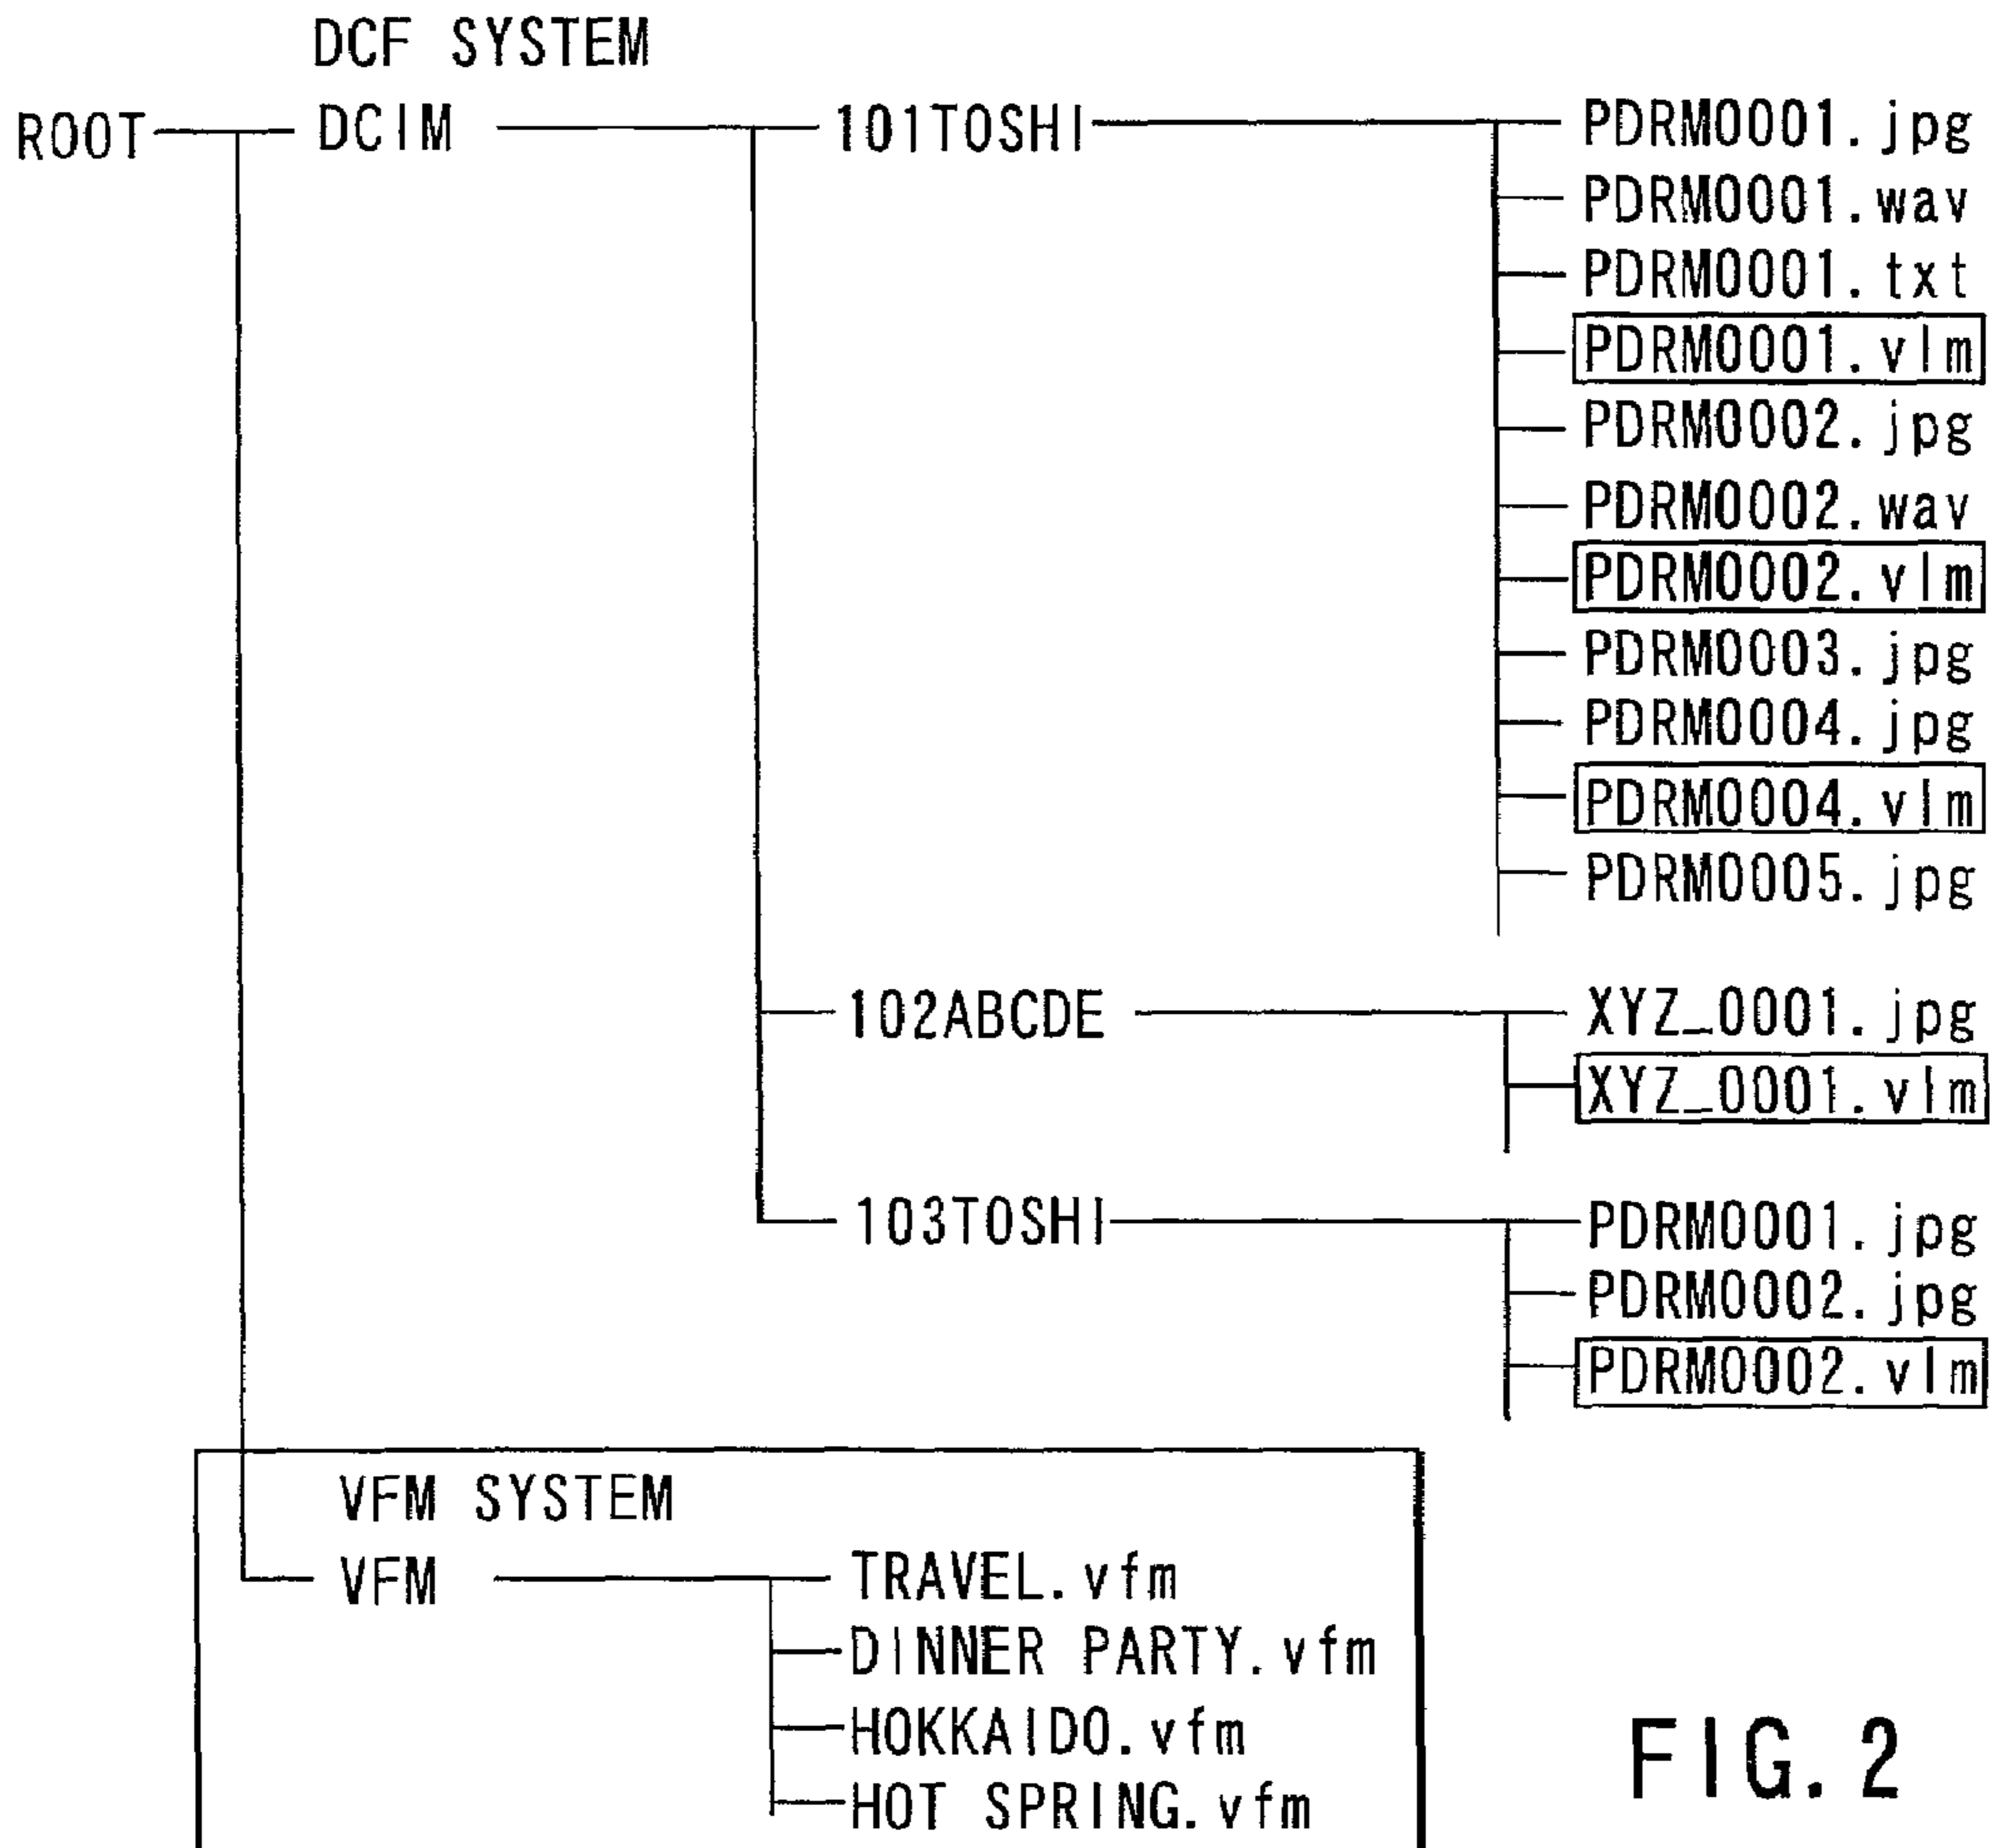 DCF SYSTEM
ROOT DCIM 101TOSHI PDRM0001.jpg
PDRM0001.wav
PDRM0001.txt
PDRM0001.vlm
PDRM0002.jpg
PDRM0002.wav
PDRM0002.vlm
PDRM0003.jpg
PDRM0004.jpg
PDRM0004.vlm
PDRM0005.jpg
102ABCDE XYZ_0001.jpg
XYZ_0001.vlm
103TOSHI PDRM0001.jpg
PDRM0002.jpg
PDRM0002.vlm
VFM SYSTEM
VFM TRAVEL.vfm
DINNER PARTY.vfm
HOKKAIDO.vfm
HOT SPRING.vfm
FIG.2